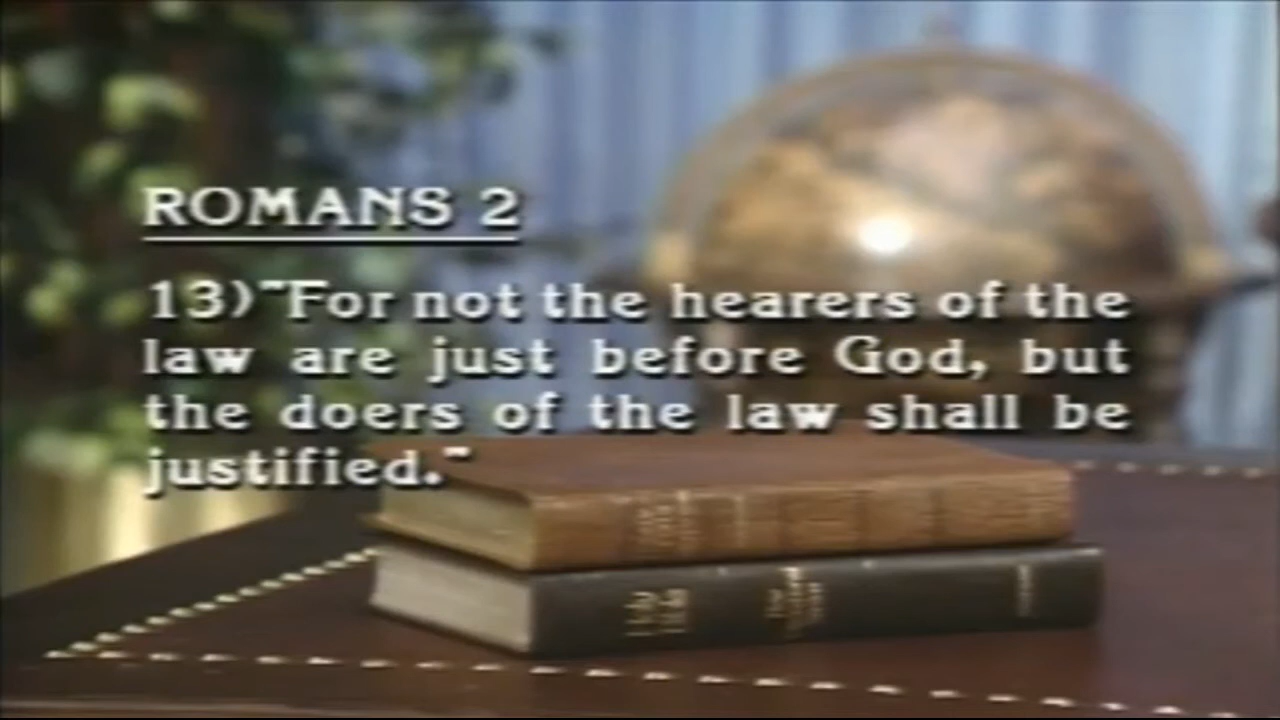 ROMANS 2
13)"For not the hearers of the
law are just before God, but
the doers of the law shall be
justified."